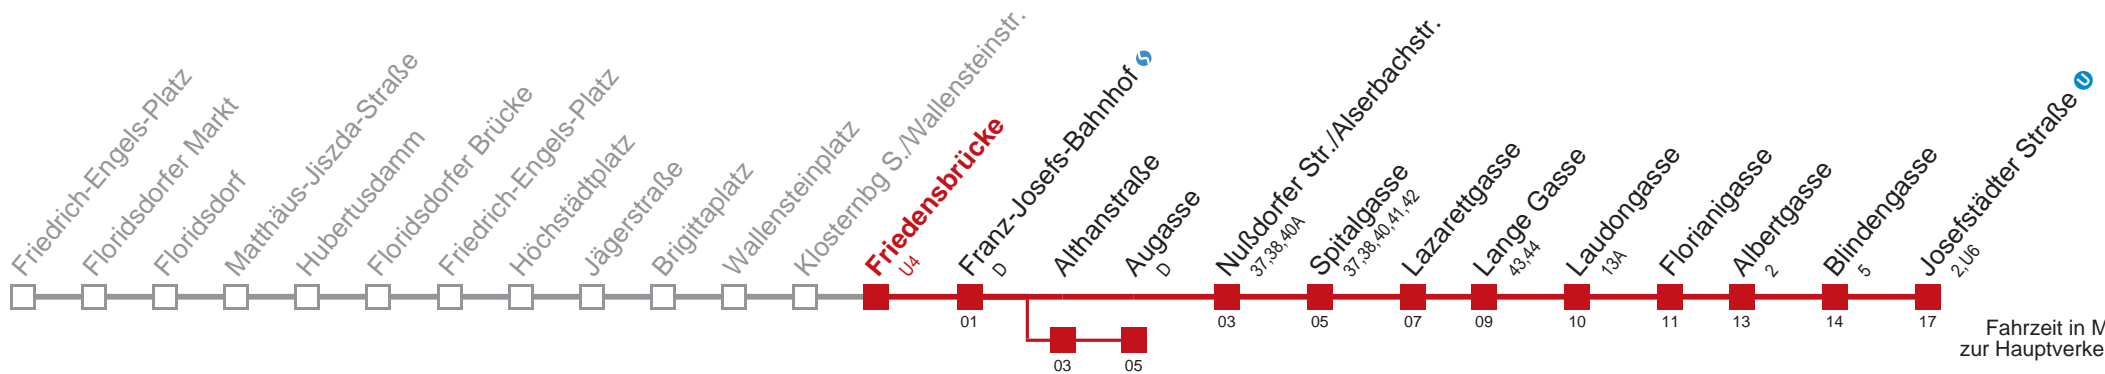 Friedrich-Engels-Platz
Floridsdorfer Markt
Floridsdorf
Matthäus-Jiszda-Straße
Hubertusdamm
Floridsdorfer Brücke
Friedrich-Engels-Platz
Höchstädtplatz
Jägerstraße
Brigittaplatz
Wallensteinplatz
Klosternbg S./Wallensteinstr.
Friedensbrücke
U4
Franz-Josefs-Bahnhof S
D
Althanstraße
Augasse
D
Nußdorfer Str./Alserbachstr.
37,38,40A
Spitalgasse
37,38,40,41,42
Lazarettgasse
Lange Gasse
43,44
Laudongasse
13A
Florianigasse
Albertgasse
2
Blindengasse
5
Josefstädter Straße U
2,U6
01
03
05
07
09
10
11
13
14
17
03
05
Fahrzeit in M
zur Hauptverke